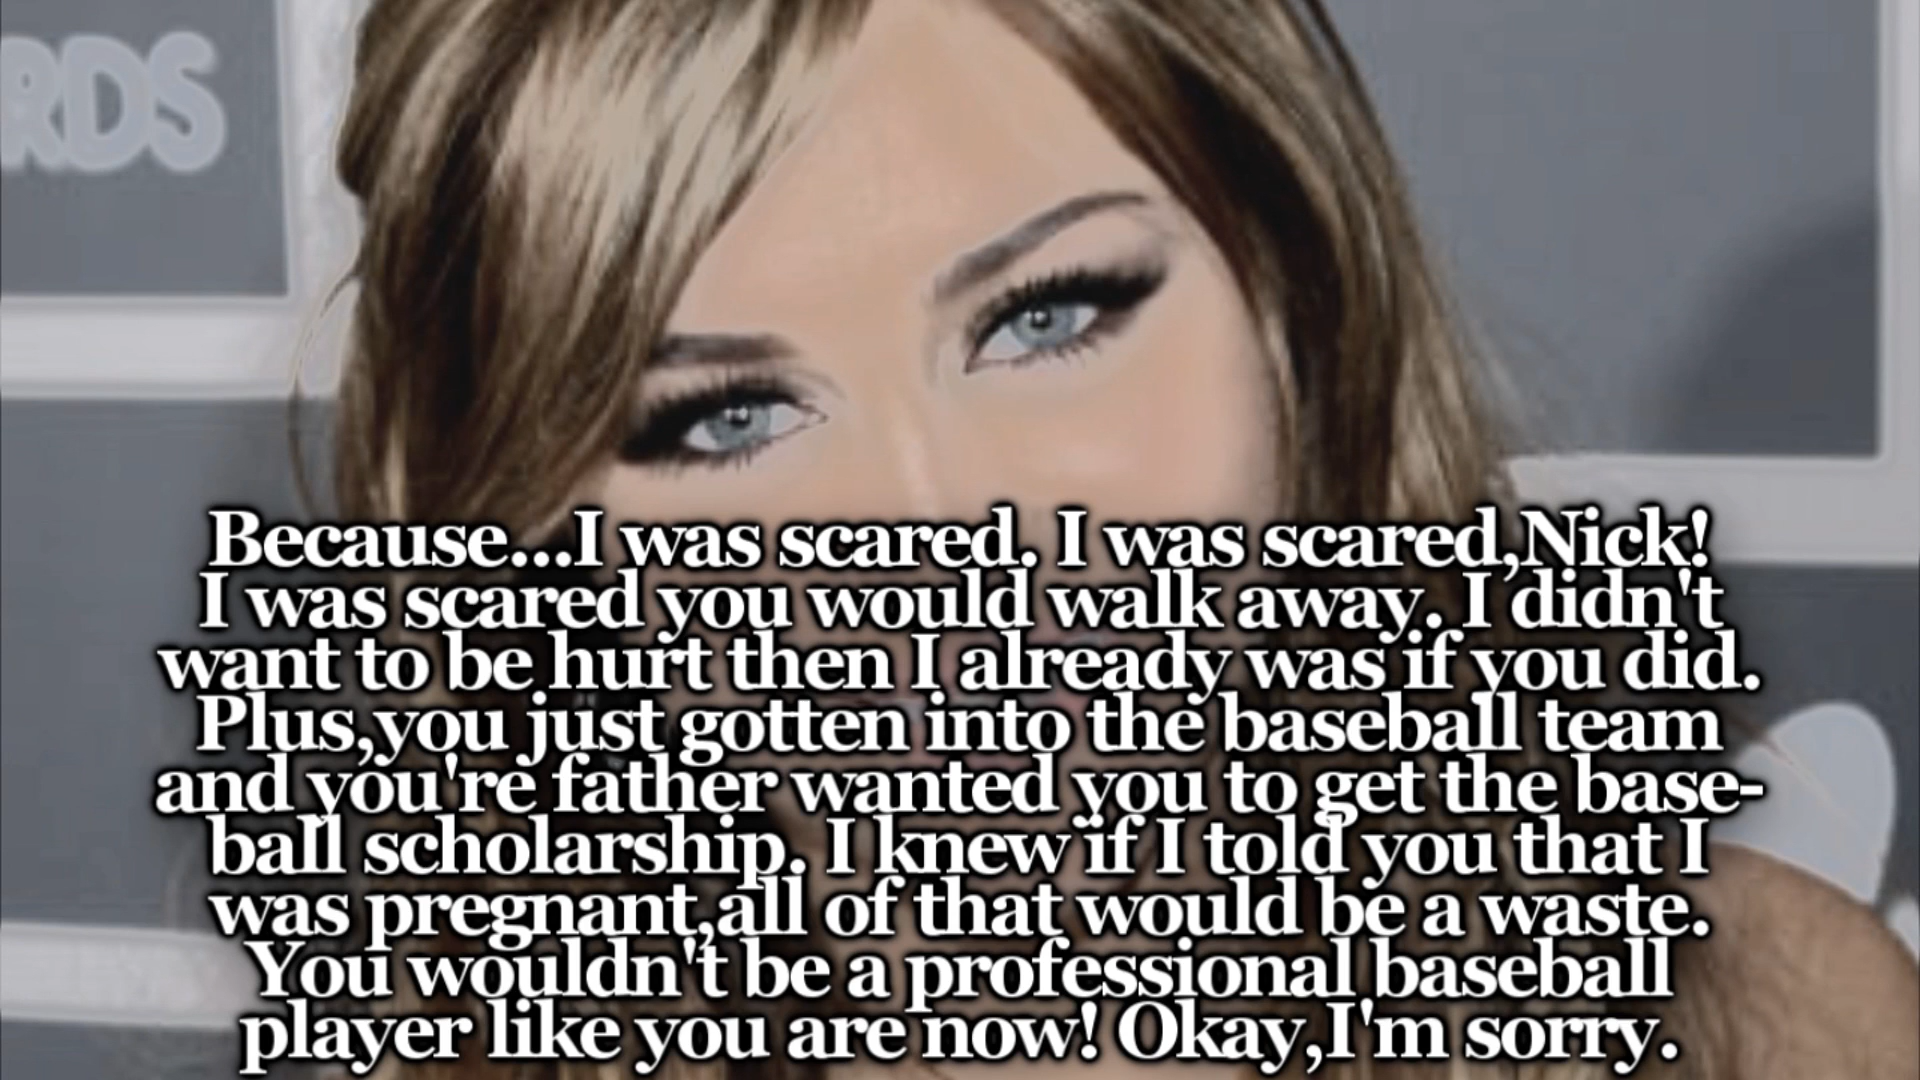 RDS
Because...I was scared. I was scared,Nick!
I was scared you would walk away. I didn't
want to be hurt then I already was if you did.
Plus,you just gotten into the baseball team
and you're father wanted you to get the base-
ball scholarship. I knew if I told you that I
was pregnant,all of that would be a waste.
You wouldn't be a professional baseball
player like you are now! Okay,I'm sorry.